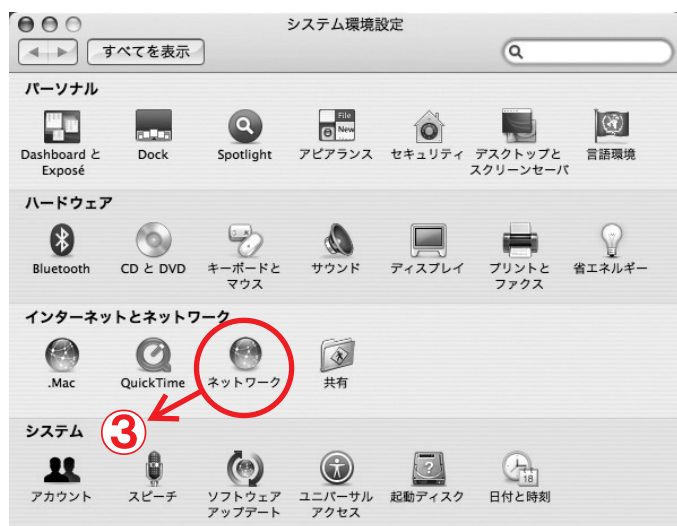 システム環境設定
すべてを表示
パーソナル
Dashboard と
Exposé
Dock
Spotlight
File
New
アピアランス
セキュリティ
デスクトップと
スクリーンセーバ
言語環境
ハードウェア
Bluetooth
CD と DVD
キーボードと
マウス
サウンド
ディスプレイ
プリントと
ファクス
省エネルギー
インターネットとネットワーク
.Mac
QuickTime
ネットワーク
共有
③
システム
アカウント
スピーチ
ソフトウェア
アップデート
ユニバーサル
アクセス
?
起動ディスク
18
日付と時刻